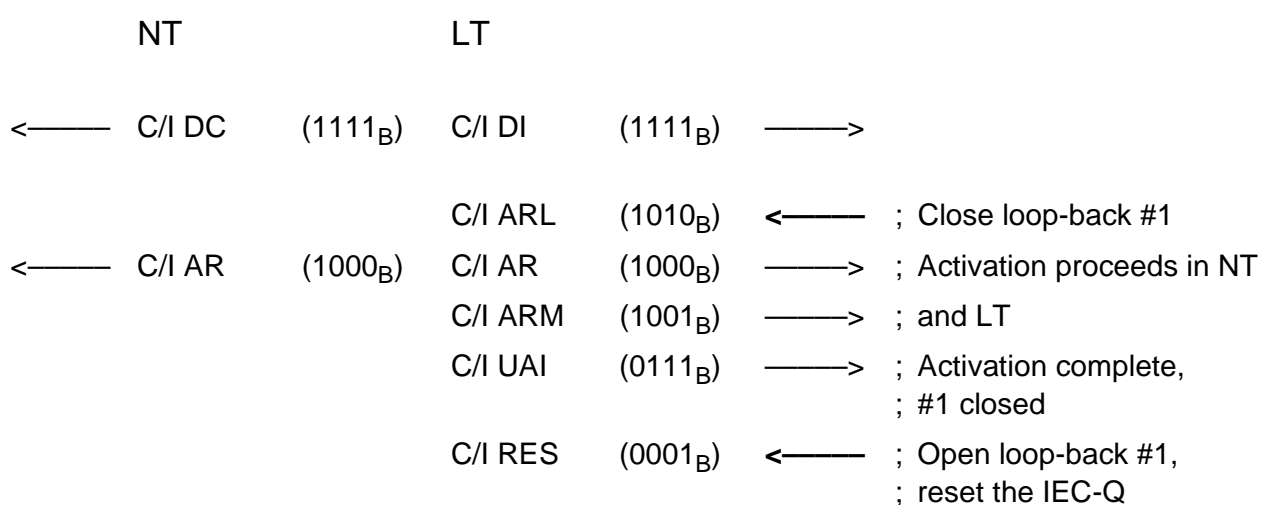 NT LT
<––––– C/I DC (1111B) C/I DI (1111B) –––––>
C/I ARL (1010B) <––––– ; Close loop-back #1
<––––– C/I AR (1000B) C/I AR (1000B) –––––> ; Activation proceeds in NT
C/I ARM (1001B) –––––> ; and LT
C/I UAI (0111B) –––––> ; Activation complete,
; #1 closed
C/I RES (0001B) <––––– ; Open loop-back #1,
; reset the IEC-Q